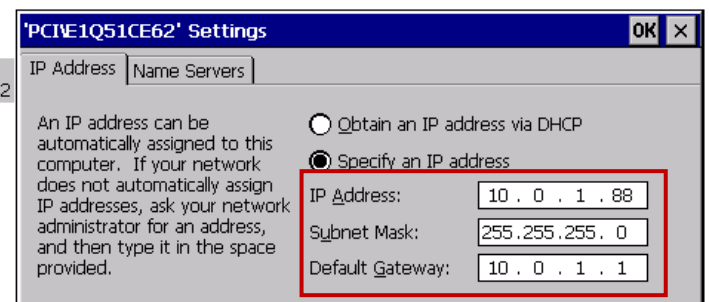 'PCI\E1Q51CE62' Settings
OK ×
IP Address Name Servers
2
An IP address can be
automatically assigned to this
computer. If your network
does not automatically assign
IP addresses, ask your network
administrator for an address,
and then type it in the space
provided.
Obtain an IP address via DHCP
Specify an IP address
IP Address: 10 . 0 . 1 . 88
Subnet Mask: 255.255.255. 0
Default Gateway: 10 . 0 . 1 . 1